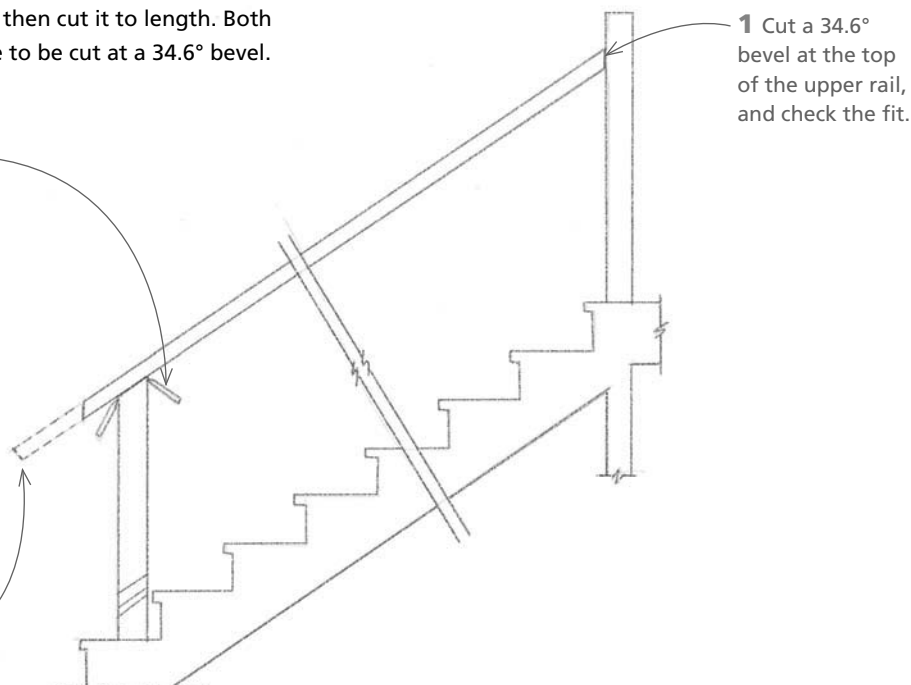 then cut it to length. Both
to be cut at a 34.6° bevel.
1 Cut a 34.6°
bevel at the top
of the upper rail,
and check the fit.